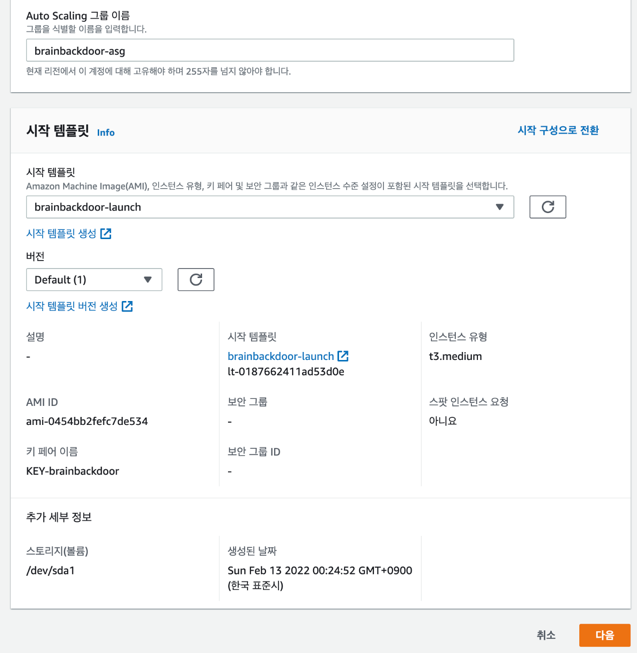 Auto Scaling 그룹 이름
그룹을 식별할 이름을 입력합니다.
brainbackdoor-asg
현재 리전에서 이 계정에 대해 고유해야 하며 255자를 넘지 않아야 합니다.
시작 템플릿 Info
시작 구성으로 전환
시작 템플릿
Amazon Machine Image(AMI), 인스턴스 유형, 키 페어 및 보안 그룹과 같은 인스턴스 수준 설정이 포함된 시작 템플릿을 선택합니다.
brainbackdoor-launch
시작 템플릿 생성
버전
Default (1)
시작 템플릿 버전 생성
설명
-
시작 템플릿
brainbackdoor-launch
lt-0187662411ad53d0e
인스턴스 유형
t3.medium
AMI ID
ami-0454bb2fefc7de534
보안 그룹
-
스팟 인스턴스 요청
아니요
키 페어 이름
KEY-brainbackdoor
보안 그룹 ID
-
추가 세부 정보
스토리지(볼륨)
/dev/sda1
생성된 날짜
Sun Feb 13 2022 00:24:52 GMT+0900
(한국 표준시)
취소
다음